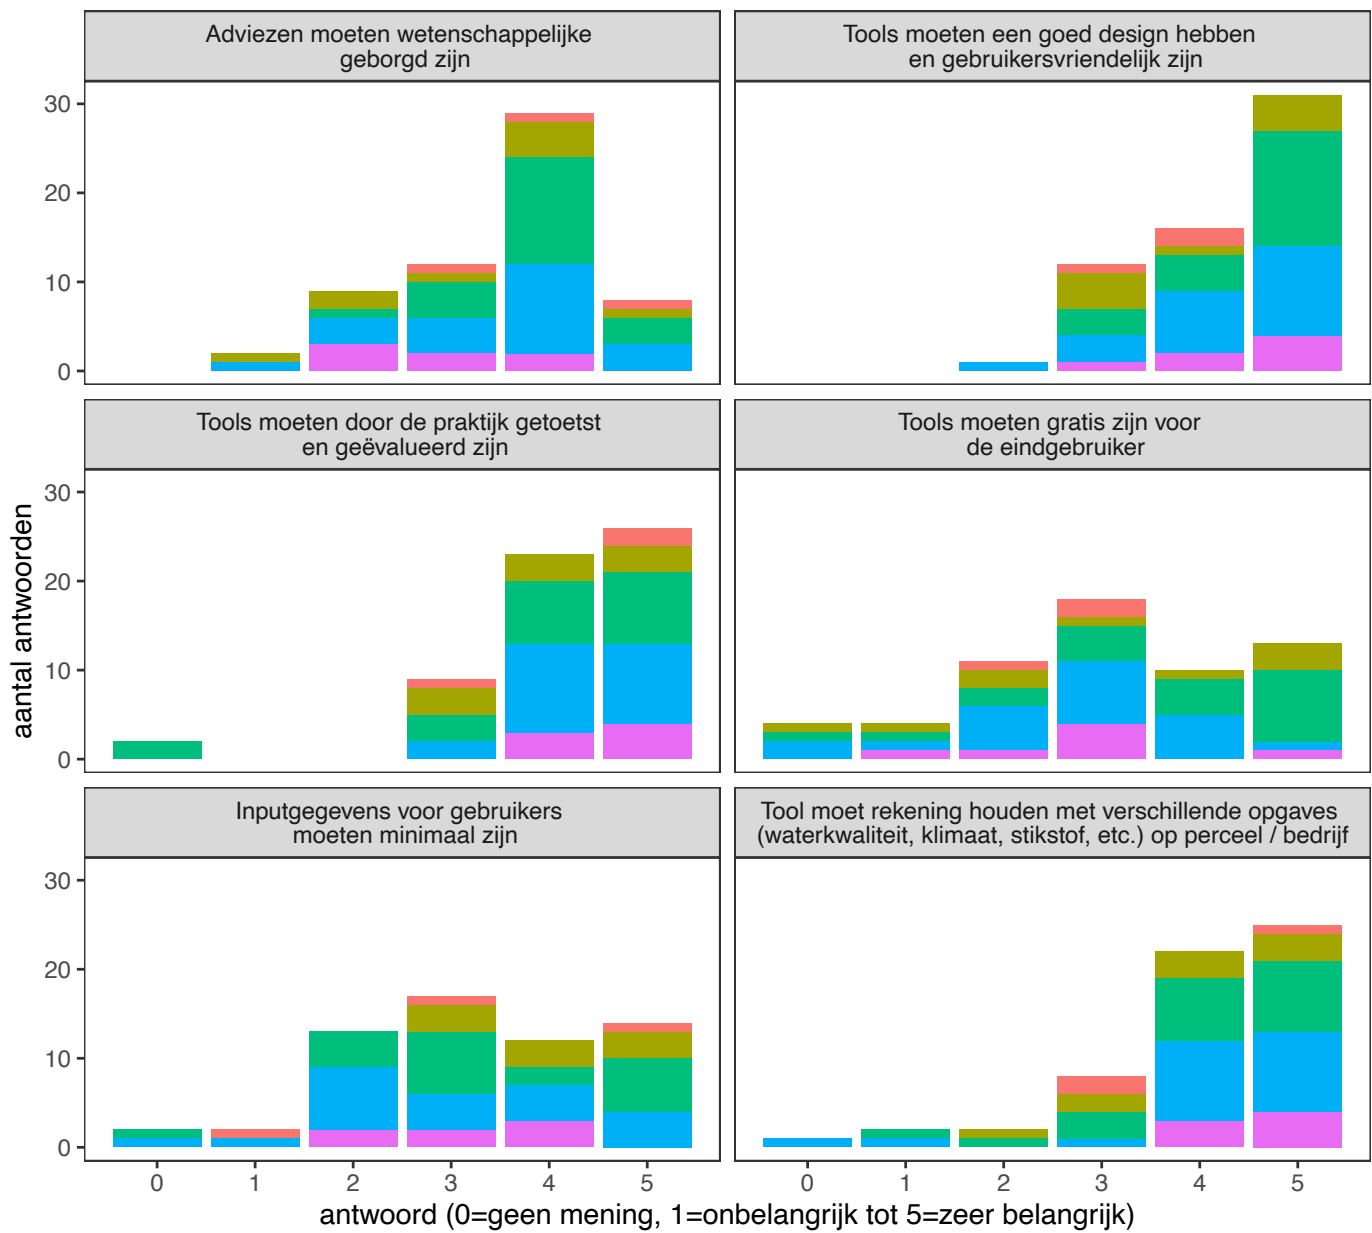 Adviezen moeten wetenschappelijke
geborgd zijn
Tools moeten een goed design hebben
en gebruikersvriendelijk zijn
30
20
10
0
Tools moeten door de praktijk getoetst
en geëvalueerd zijn
Tools moeten gratis zijn voor
de eindgebruiker
30
20
10
0
aantal antwoorden
Inputgegevens voor gebruikers
moeten minimaal zijn
Tool moet rekening houden met verschillende opgaves
(waterkwaliteit, klimaat, stikstof, etc.) op perceel / bedrijf
30
20
10
0
0 1 2 3 4 5
0 1 2 3 4 5
antwoord (0=geen mening, 1=onbelangrijk tot 5=zeer belangrijk)